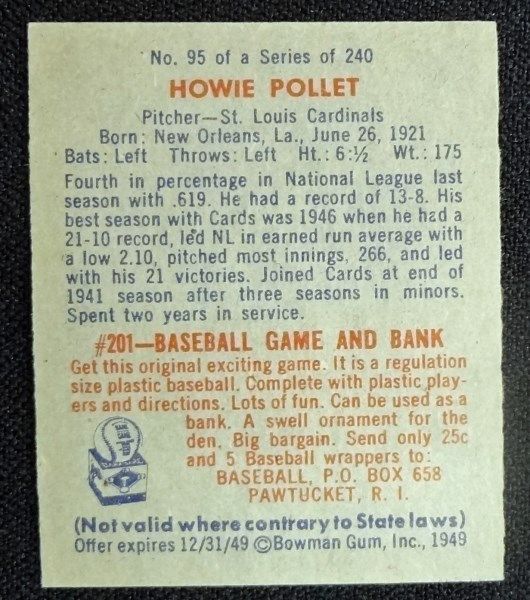 No. 95 of a Series of 240
HOWIE POLLET
Pitcher—St. Louis Cardinals
Born: New Orleans, La., June 26, 1921
Bats: Left Throws: Left Ht.: 6:½ Wt.: 175
Fourth in percentage in National League last
season with .619. He had a record of 13-8. His
best season with Cards was 1946 when he had a
21-10 record, led NL in earned run average with
a low 2.10, pitched most innings, 266, and led
with his 21 victories. Joined Cards at end of
1941 season after three seasons in minors.
Spent two years in service.
#201—BASEBALL GAME AND BANK
Get this original exciting game. It is a regulation
size plastic baseball. Complete with plastic play-
ers and directions. Lots of fun. Can be used as a
bank. A swell ornament for the
den. Big bargain. Send only 25c
and 5 Baseball wrappers to:
BASEBALL, P.O. BOX 658
PAWTUCKET, R. I.
(Not valid where contrary to State laws)
Offer expires 12/31/49 ©Bowman Gum, Inc., 1949